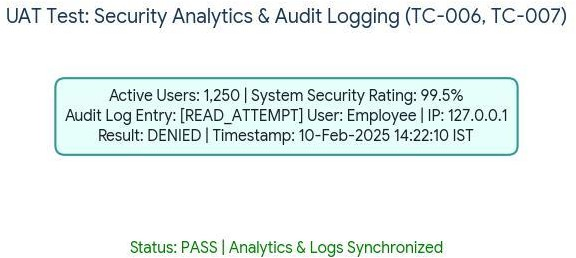 UAT Test: Security Analytics & Audit Logging (TC-006, TC-007)
Active Users: 1,250 | System Security Rating: 99.5%
Audit Log Entry: [READ_ATTEMPT] User: Employee | IP: 127.0.0.1
Result: DENIED | Timestamp: 10-Feb-2025 14:22:10 IST
Status: PASS | Analytics & Logs Synchronized